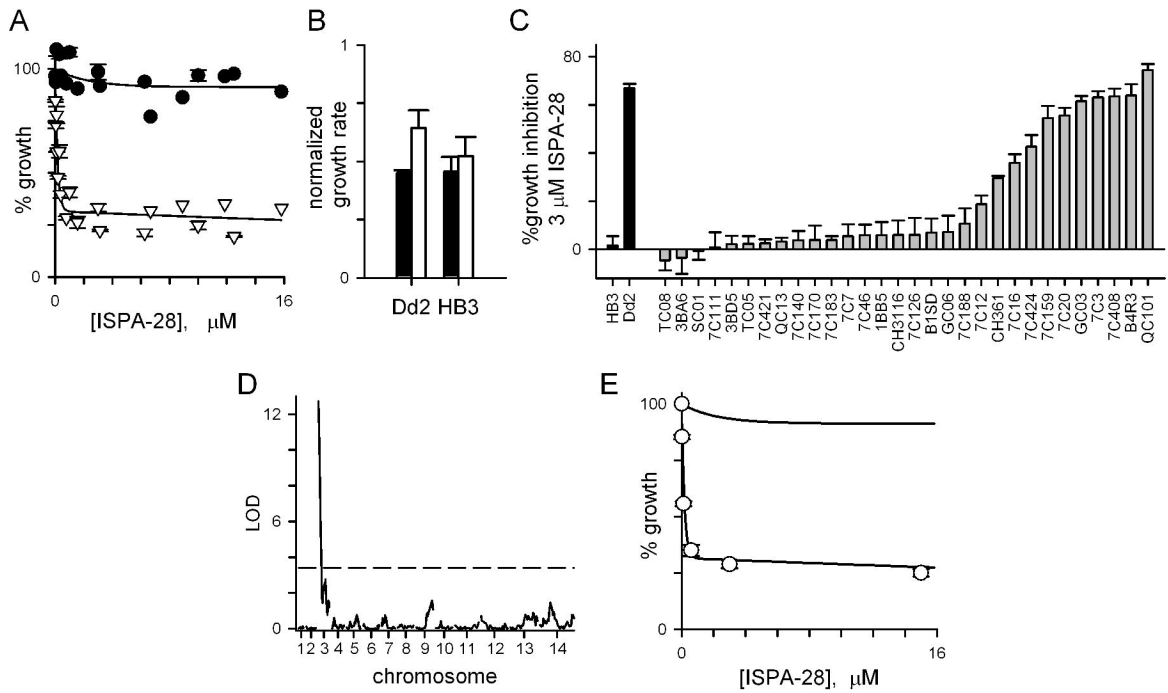 A
100
% growth
0
0
16
[ISPA-28], μM
B
1
normalized
growth rate
0
Dd2 HB3
C
80
%growth inhibition
3 μM ISPA-28
0
HB3
Dd2
TC08
3BA6
SC01
7C111
3BD5
TC05
7C421
QC13
7C140
7C170
7C183
7C7
7C46
1BB5
CH3116
7C126
B1SD
GC06
7C188
7C12
CH361
7C16
7C424
7C159
7C20
GC03
7C3
7C408
B4R3
QC101
D
12
LOD
6
0
1 2 3 4 5 6 7 8 9 10 11 12 13 14
chromosome
E
100
% growth
0
0
16
[ISPA-28], μM